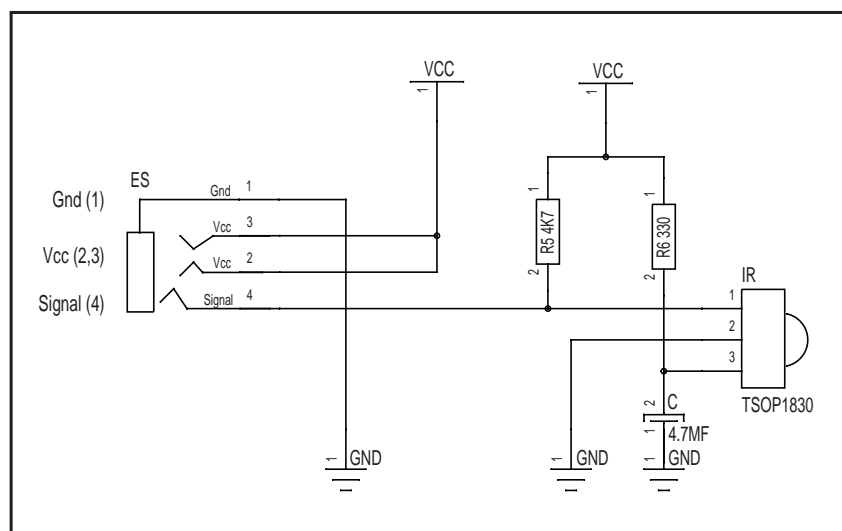 VCC
1
VCC
1
ES
Gnd (1)
Gnd
1
Vcc
3
Vcc (2,3)
Vcc
2
Signal (4)
Signal
4
1
R5 4K7
2
1
R6 330
2
IR
1
2
3
TSOP1830
2
C
1
4.7MF
1
GND
1
GND
1
GND